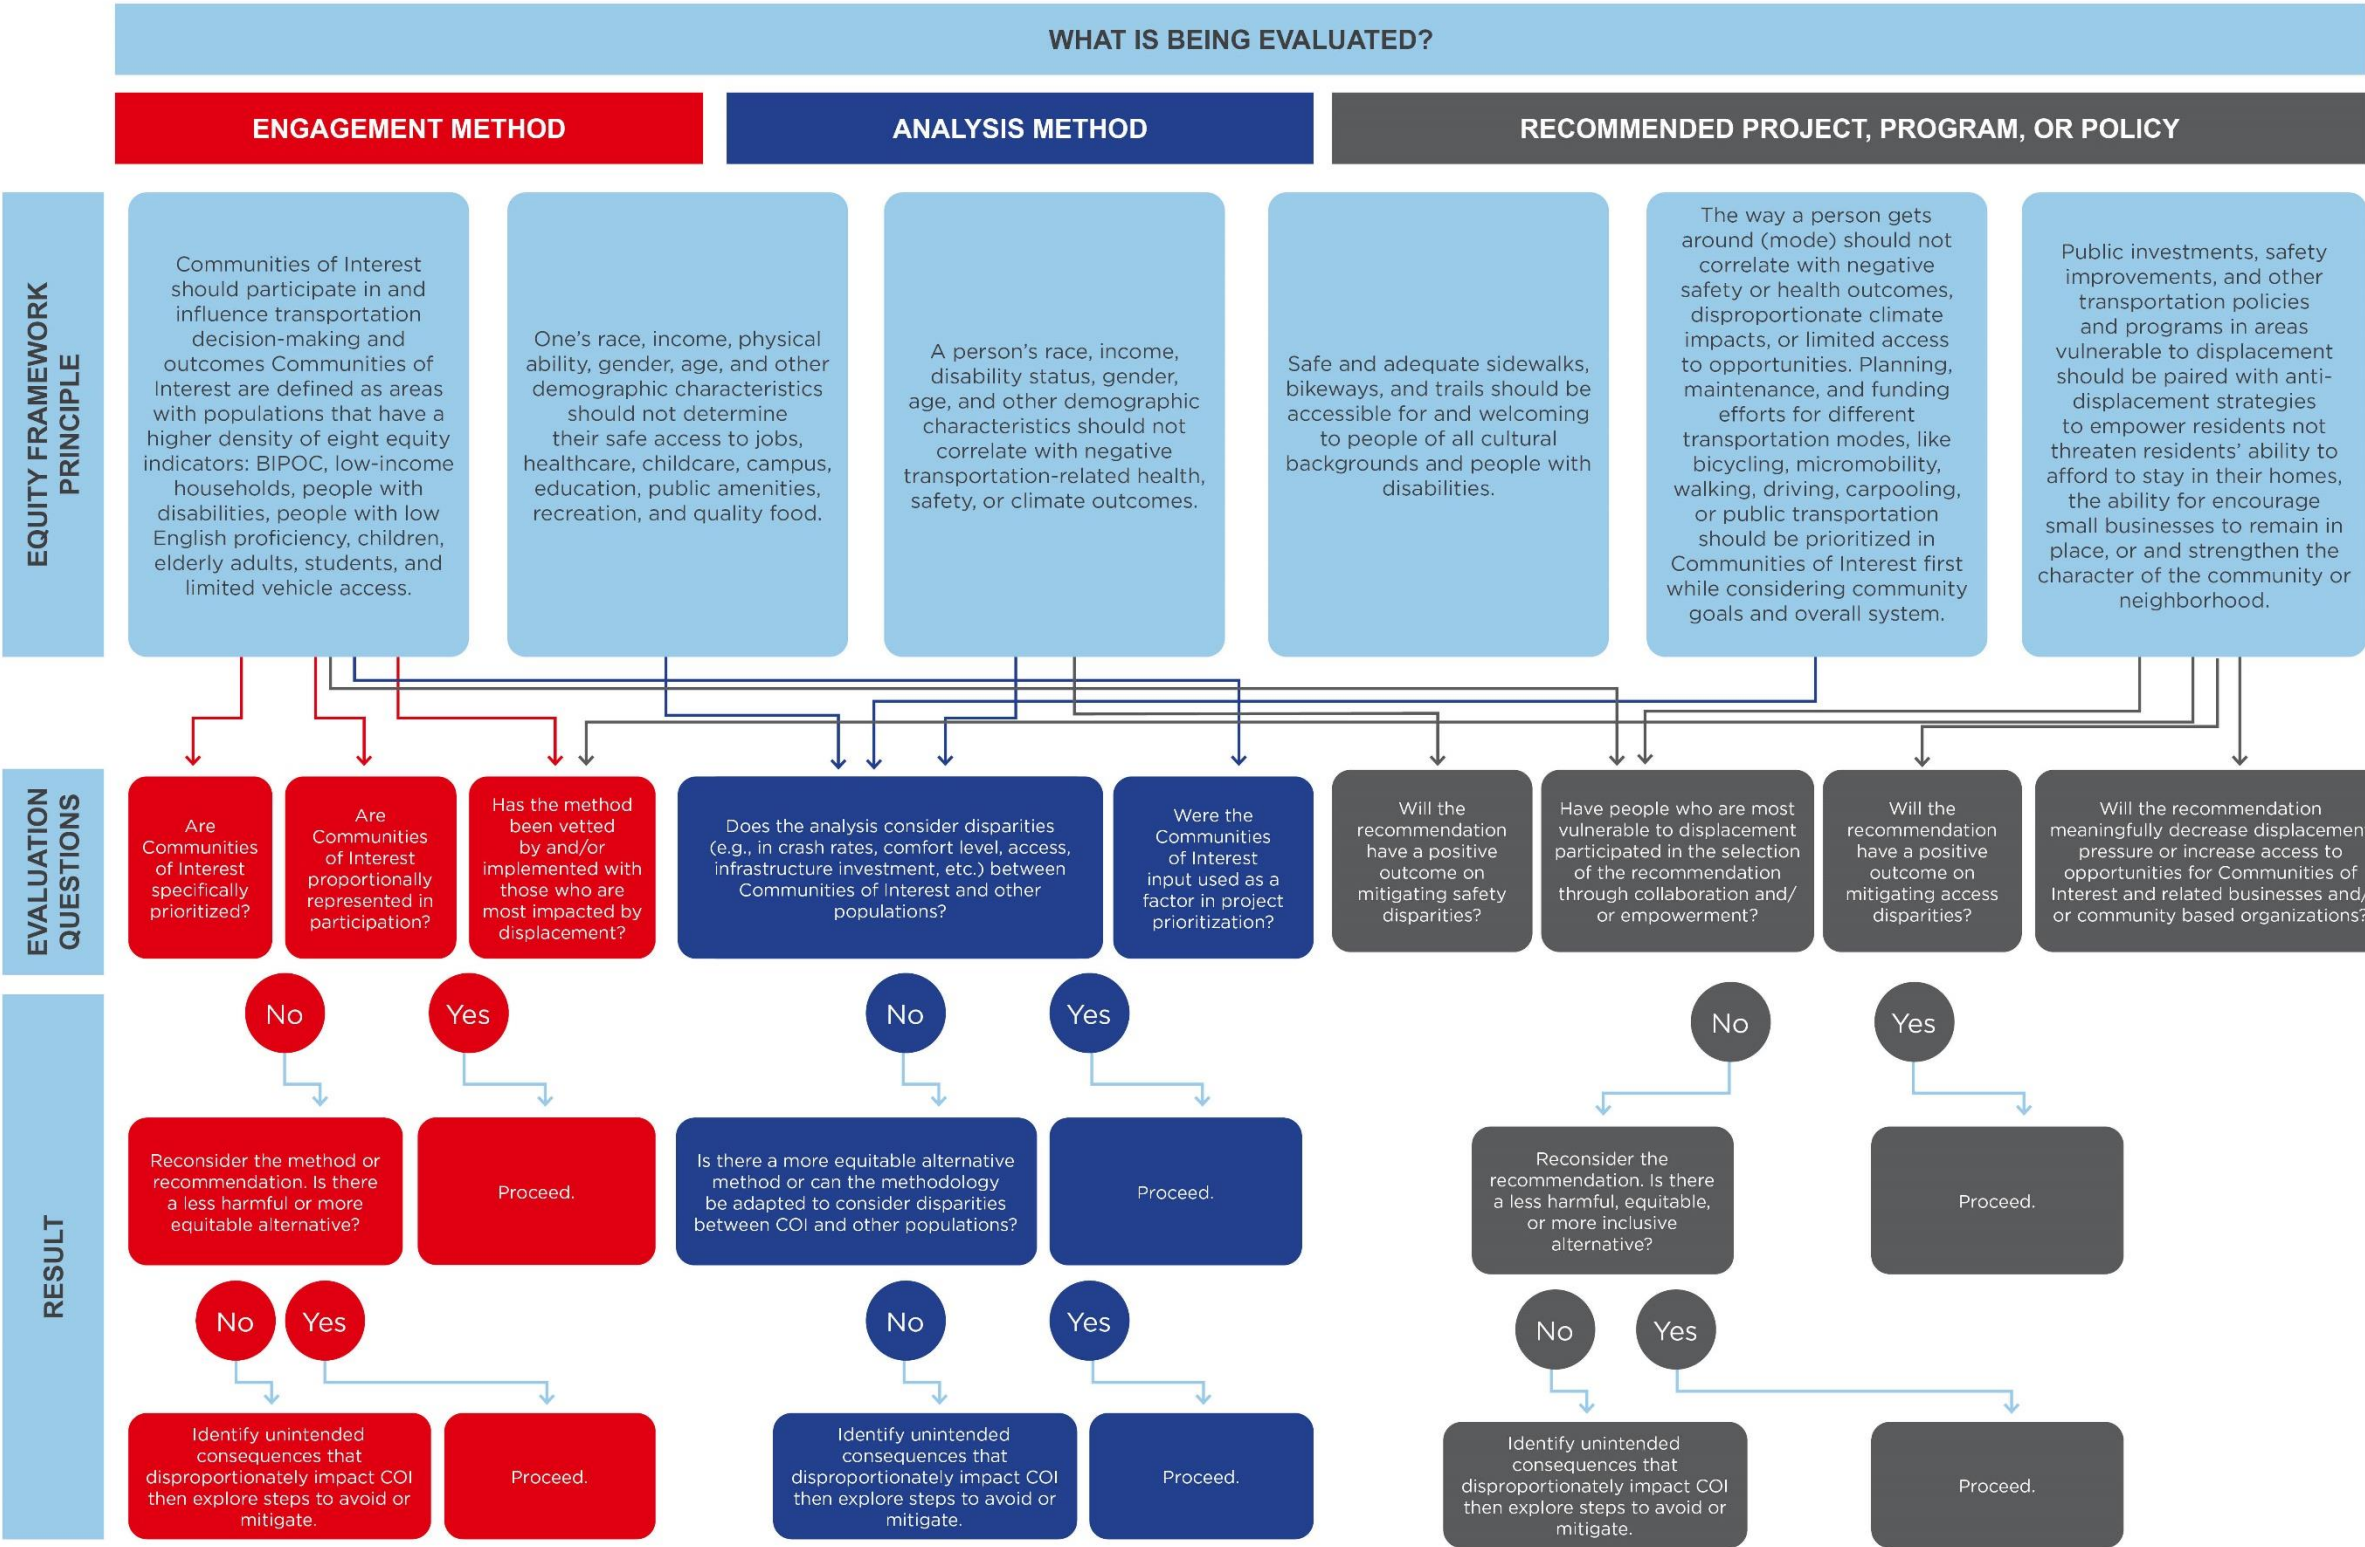 WHAT IS BEING EVALUATED?
ENGAGEMENT METHOD
ANALYSIS METHOD
RECOMMENDED PROJECT, PROGRAM, OR POLICY
EQUITY FRAMEWORK
PRINCIPLE
Communities of Interest
should participate in and
influence transportation
decision-making and
outcomes Communities of
Interest are defined as areas
with populations that have a
higher density of eight equity
indicators: BIPOC, low-income
households, people with
disabilities, people with low
English proficiency, children,
elderly adults, students, and
limited vehicle access.
One’s race, income, physical
ability, gender, age, and other
demographic characteristics
should not determine
their safe access to jobs,
healthcare, childcare, campus,
education, public amenities,
recreation, and quality food.
A person’s race, income,
disability status, gender,
age, and other demographic
characteristics should not
correlate with negative
transportation-related health,
safety, or climate outcomes.
Safe and adequate sidewalks,
bikeways, and trails should be
accessible for and welcoming
to people of all cultural
backgrounds and people with
disabilities.
The way a person gets
around (mode) should not
correlate with negative
safety or health outcomes,
disproportionate climate
impacts, or limited access
to opportunities. Planning,
maintenance, and funding
efforts for different
transportation modes, like
bicycling, micromobility,
walking, driving, carpooling,
or public transportation
should be prioritized in
Communities of Interest first
while considering community
goals and overall system.
Public investments, safety
improvements, and other
transportation policies
and programs in areas
vulnerable to displacement
should be paired with anti-
displacement strategies
to empower residents not
threaten residents’ ability to
afford to stay in their homes,
the ability for encourage
small businesses to remain in
place, or and strengthen the
character of the community or
neighborhood.
EVALUATION
QUESTIONS
Are
Communities
of Interest
specifically
prioritized?
Are
Communities
of Interest
proportionally
represented in
participation?
Has the method
been vetted
by and/or
implemented with
those who are
most impacted by
displacement?
Does the analysis consider disparities
(e.g., in crash rates, comfort level, access,
infrastructure investment, etc.) between
Communities of Interest and other
populations?
Were the
Communities
of Interest
input used as a
factor in project
prioritization?
Will the
recommendation
have a positive
outcome on
mitigating safety
disparities?
Have people who are most
vulnerable to displacement
participated in the selection
of the recommendation
through collaboration and/
or empowerment?
Will the
recommendation
have a positive
outcome on
mitigating access
disparities?
Will the recommendation
meaningfully decrease displacement
pressure or increase access to
opportunities for Communities of
Interest and related businesses and/
or community based organizations?
RESULT
No
Yes
No
Yes
No
Yes
Reconsider the method or
recommendation. Is there
a less harmful or more
equitable alternative?
Proceed.
Is there a more equitable alternative
method or can the methodology
be adapted to consider disparities
between COI and other populations?
Proceed.
Reconsider the
recommendation. Is there
a less harmful, equitable,
or more inclusive
alternative?
Proceed.
No
Yes
No
Yes
No
Yes
Identify unintended
consequences that
disproportionately impact COI
then explore steps to avoid or
mitigate.
Proceed.
Identify unintended
consequences that
disproportionately impact COI
then explore steps to avoid or
mitigate.
Proceed.
Identify unintended
consequences that
disproportionately impact COI
then explore steps to avoid or
mitigate.
Proceed.